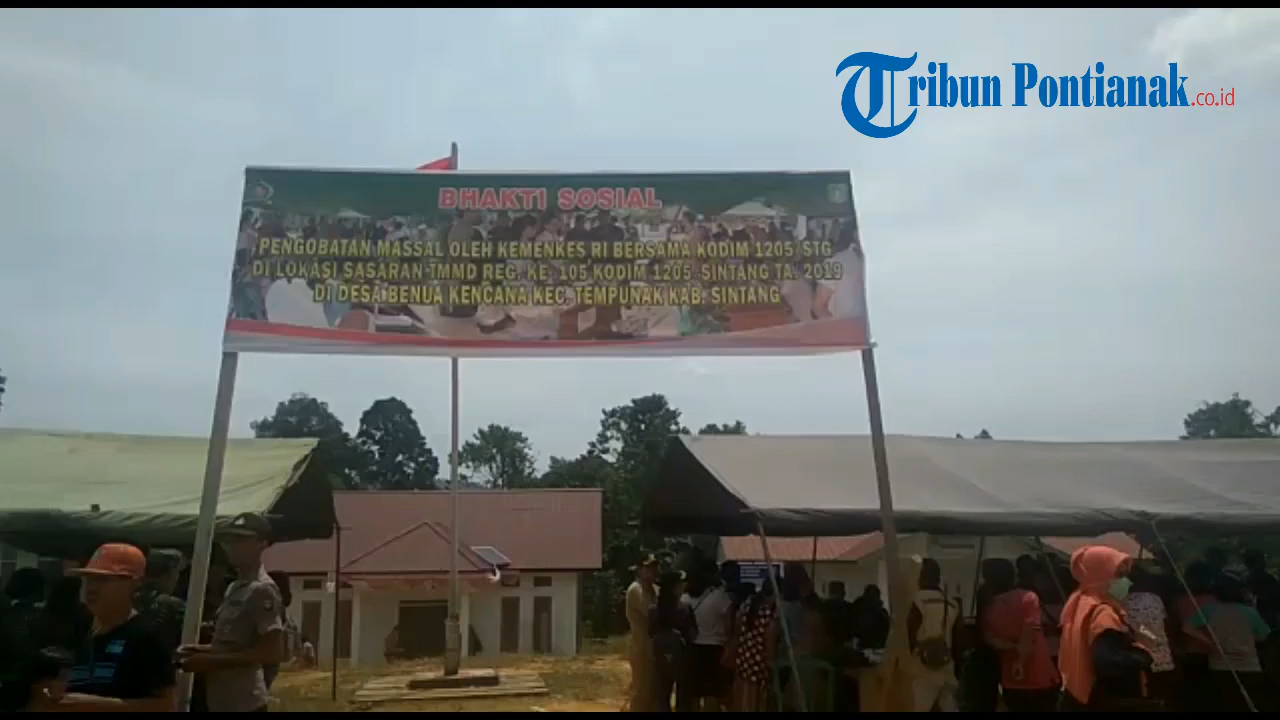 Tribun Pontianak.co.id
BHAKTI SOSIAL
PENGOBATAN MASSAL OLEH KEMENKES RI BERSAMA KODIM 1205/STG
DI LOKASI SASARAN TMMD REG. KE. 105 KODIM 1205/SINTANG TA. 2019
DI DESA BENUA KENCANA KEC. TEMPUNAK KAB. SINTANG